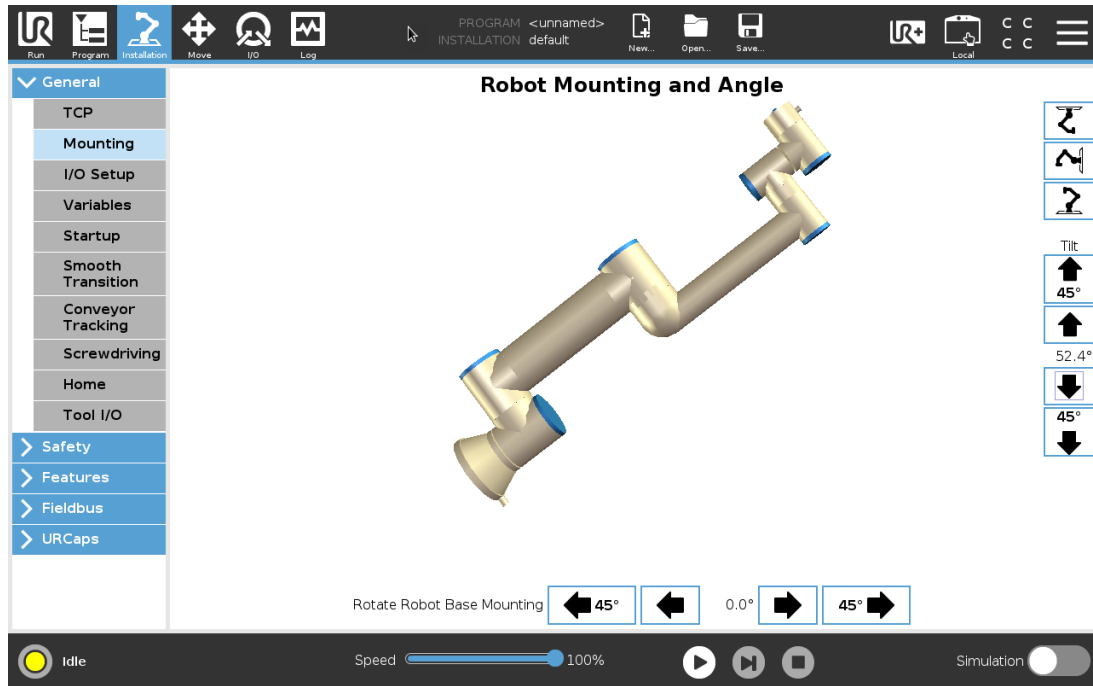 PROGRAM <unnamed>
INSTALLATION default
UR
Run
Program
Installation
Move
I/O
Log
New...
Open...
Save...
UR+
Local
C C
C C
General
TCP
Mounting
I/O Setup
Variables
Startup
Smooth
Transition
Conveyor
Tracking
Screwdriving
Home
Tool I/O
Safety
Features
Fieldbus
URCaps
Robot Mounting and Angle
Tilt
45°
52.4°
45°
Rotate Robot Base Mounting
45°
0.0°
45°
Idle
Speed
100%
Simulation